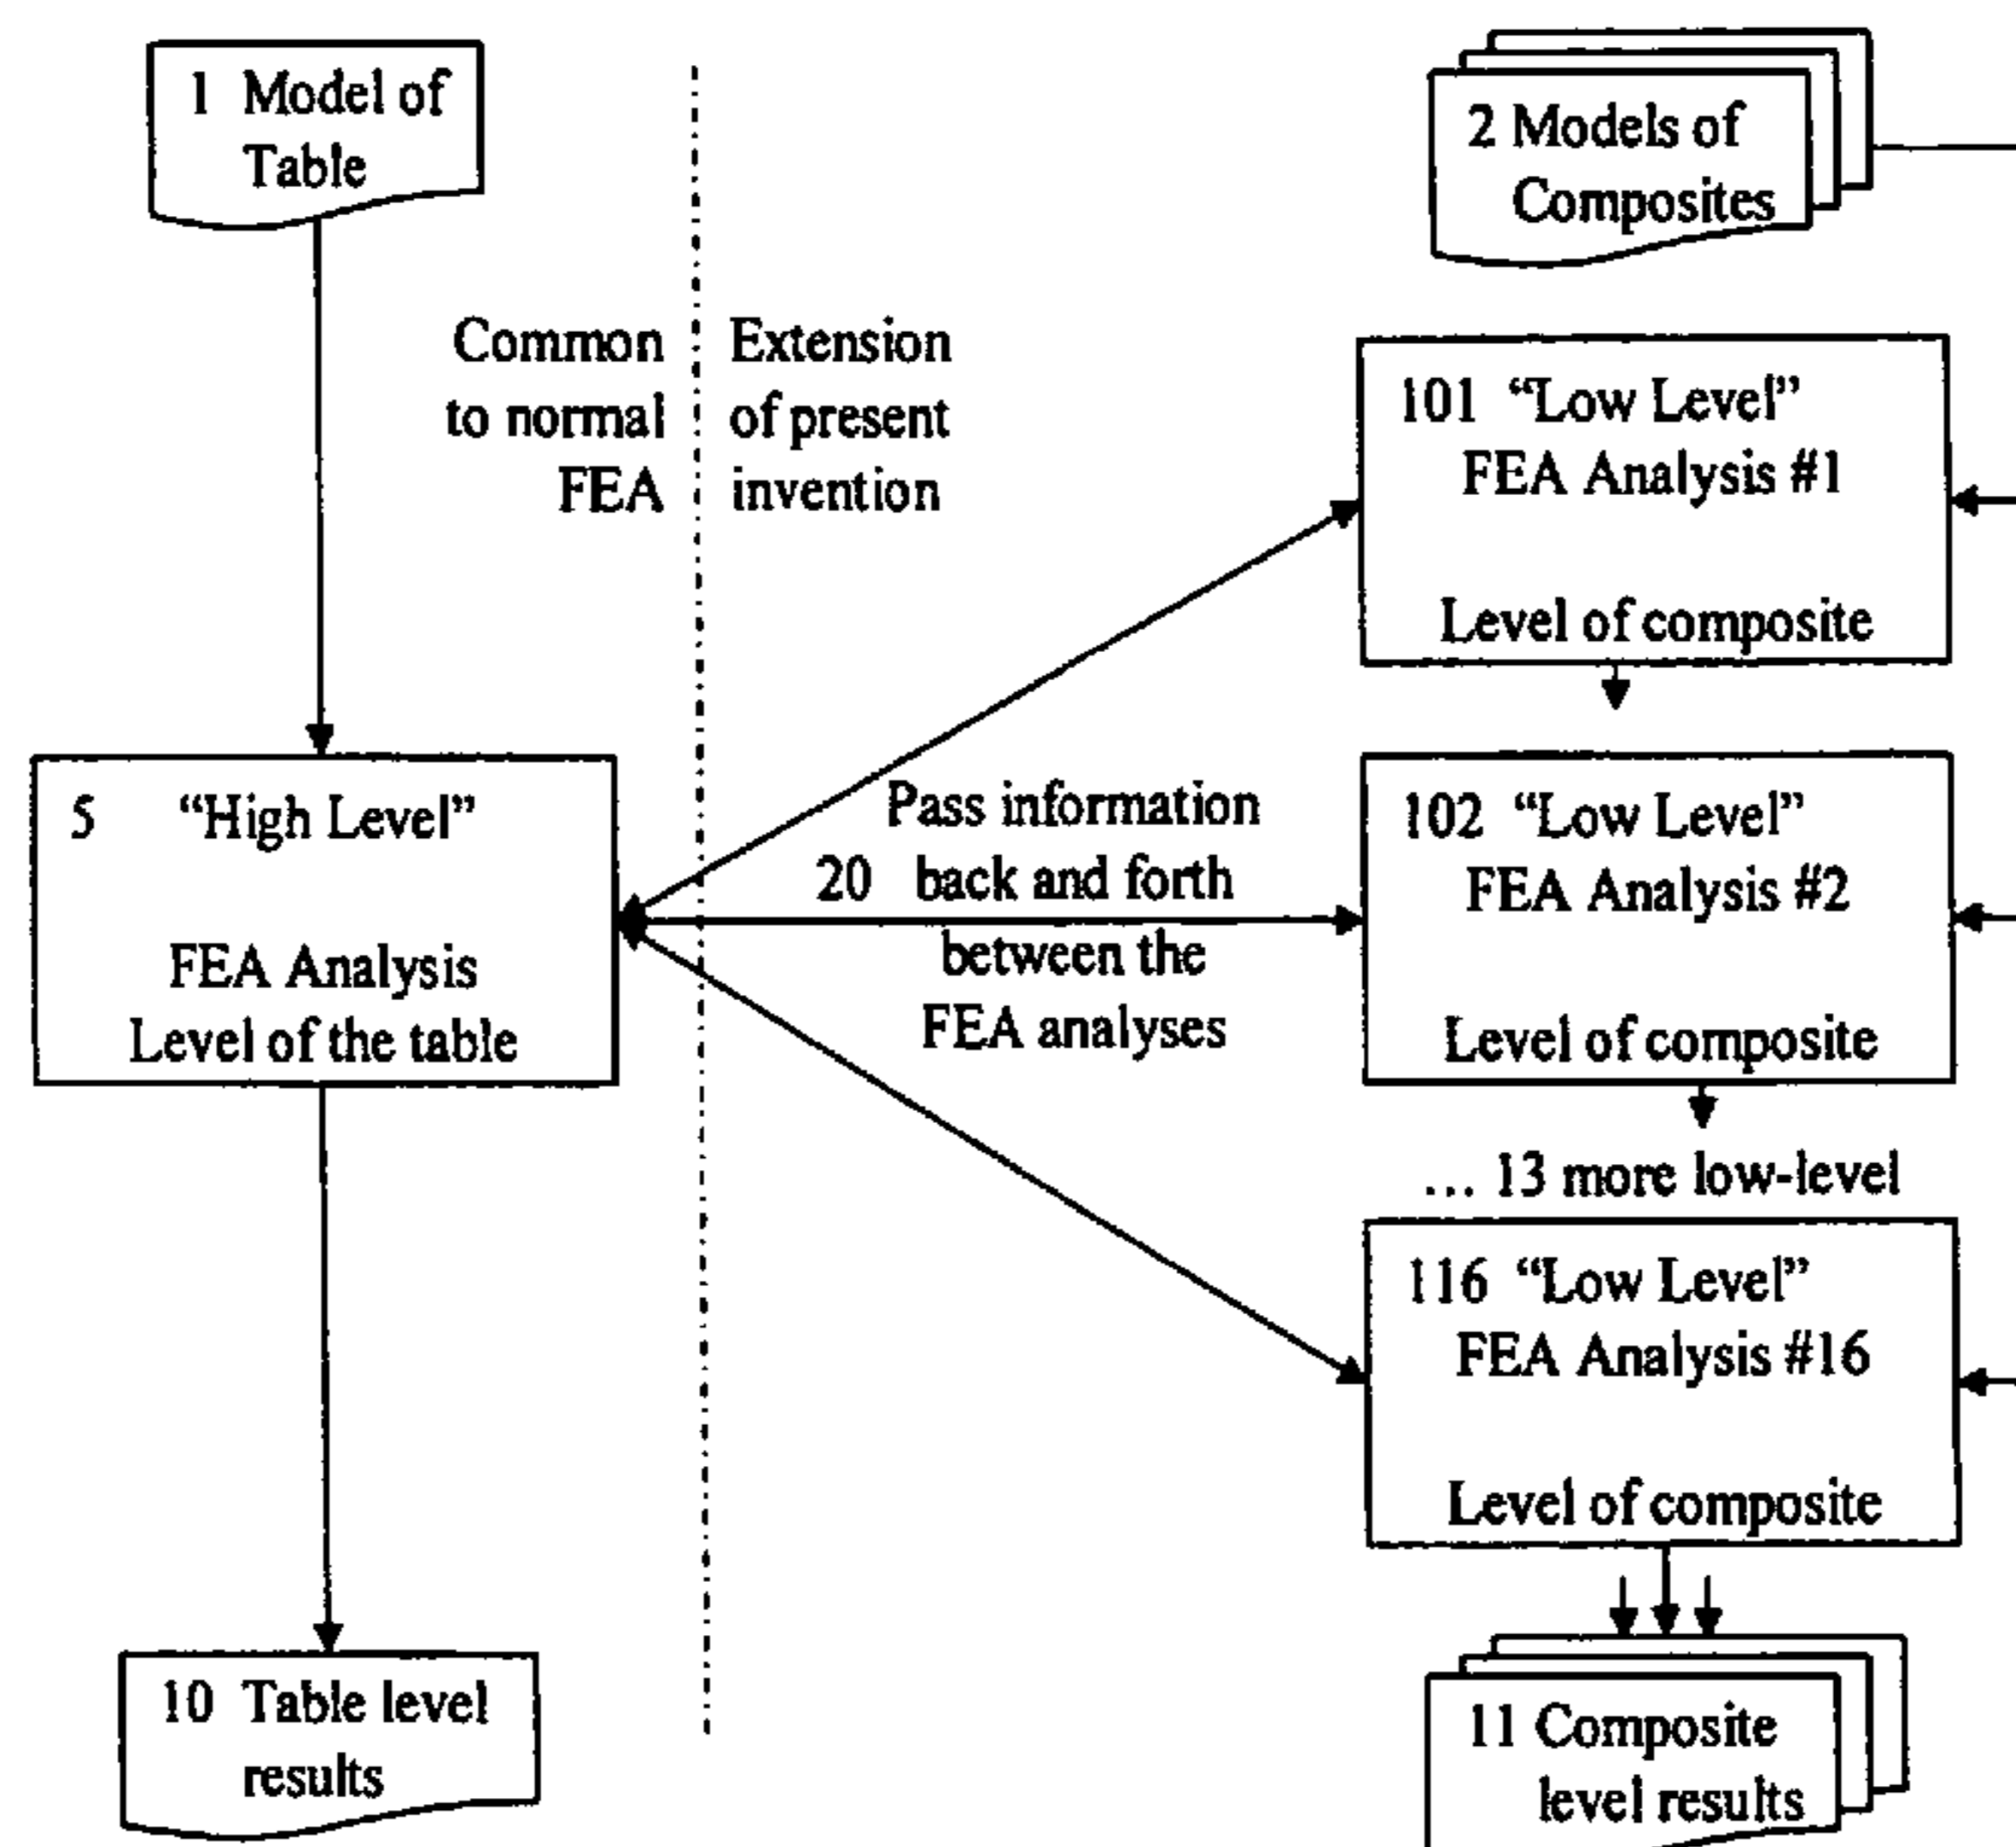 1 Model of
Table
2 Models of
Composites
Common
to normal
FEA
Extension
of present
invention
101 “Low Level”
FEA Analysis #1
Level of composite
5 “High Level”
FEA Analysis
Level of the table
Pass information
20 back and forth
between the
FEA analyses
102 “Low Level”
FEA Analysis #2
Level of composite
... 13 more low-level
116 “Low Level”
FEA Analysis #16
Level of composite
10 Table level
results
11 Composite
level results